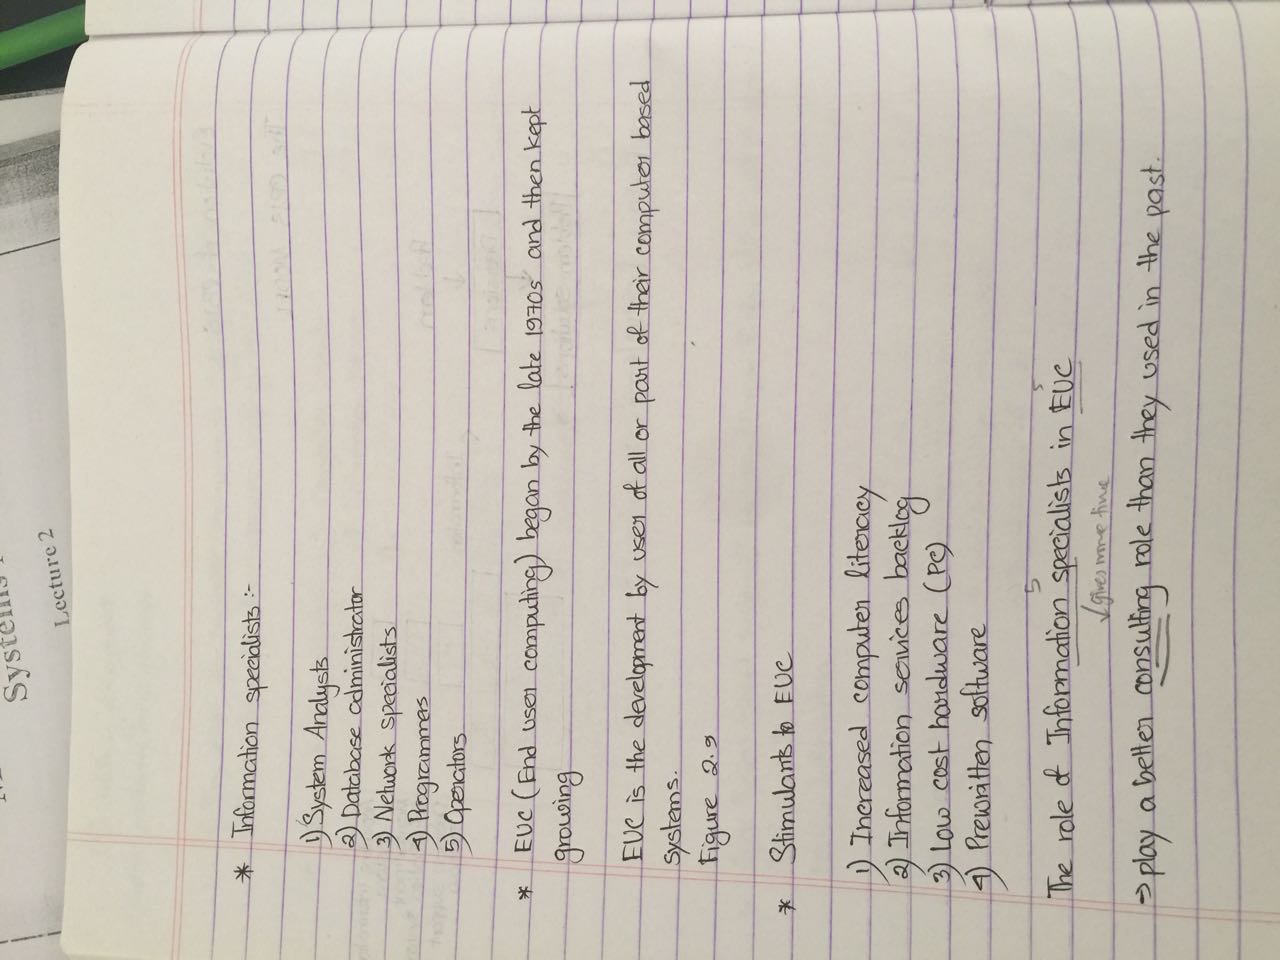 Lecture 2
* Information specialists :-
1) System Analysts
2) Database administrator
3) Network specialists
4) Programmers
5) Operators
* EUC (End user computing) began by the late 1970s and then kept
growing
EUC is the development by user of all or part of their computer based
systems.
Figure 2.9
* Stimulants to EUC
1) Increased computer literacy
2) Information services backlog
3) Low cost hardware (PC)
4) Prewritten software
The role of Information specialists in EUC
gives more time
→ play a better consulting role than they used in the past.